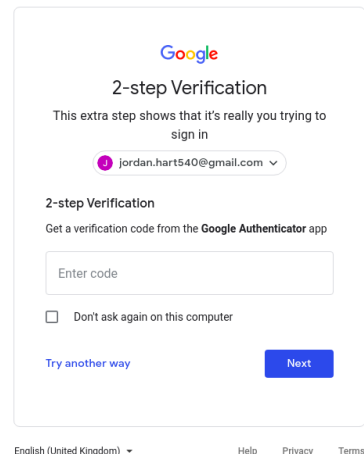 Google
2-step Verification
This extra step shows that it's really you trying to
sign in
J jordan.hart540@gmail.com
2-step Verification
Get a verification code from the Google Authenticator app
Enter code
Don't ask again on this computer
Try another way Next
English (United Kingdom) Help Privacy Terms